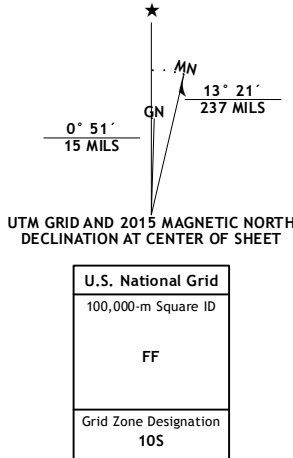 ★
MN
GN
13° 21´
237 MILS
0° 51´
15 MILS
UTM GRID AND 2015 MAGNETIC NORTH
DECLINATION AT CENTER OF SHEET
U.S. National Grid
100,000-m Square ID
FF
Grid Zone Designation
10S